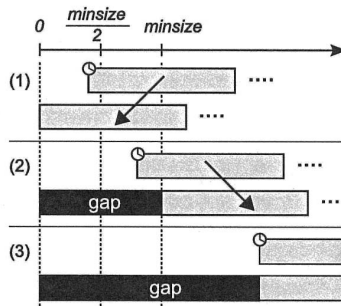 0 minsize/2 minsize
(1) ....
....
(2) ....
gap ....
(3)
gap